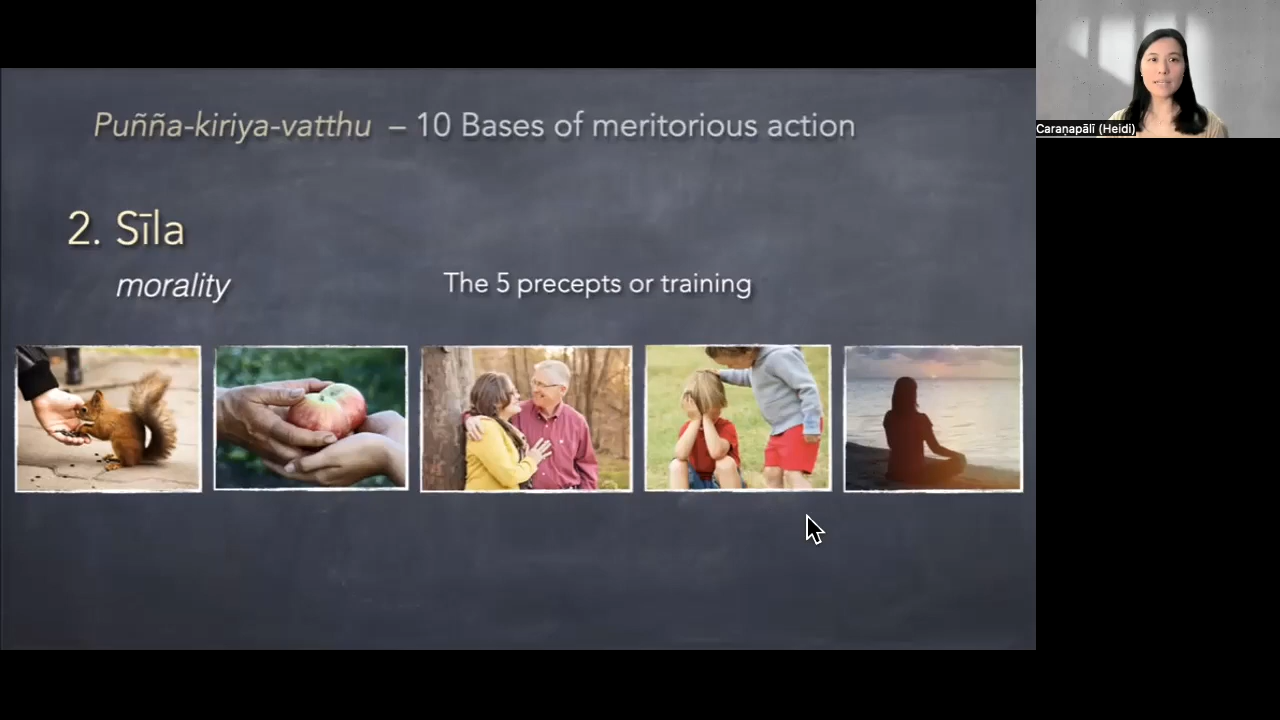 Puñña-kiriya-vatthu – 10 Bases of meritorious action
2. Sīla
morality
The 5 precepts or training
Caraṇapālī (Heidi)